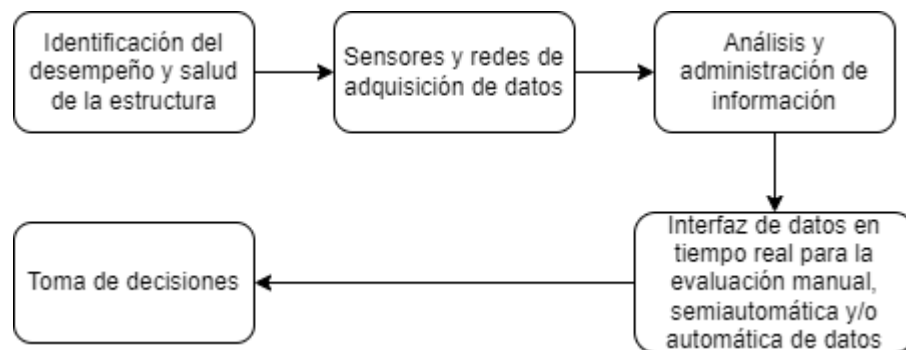 Identificación del
desempeño y salud
de la estructura
Sensores y redes de
adquisición de datos
Análisis y
administración de
información
Interfaz de datos en
tiempo real para la
evaluación manual,
semiautomática y/o
automática de datos
Toma de decisiones